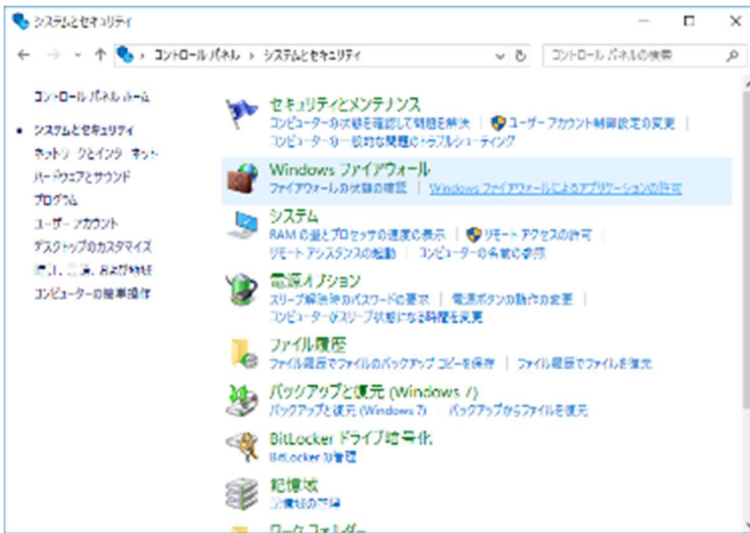 システムとセキュリティ
コントロール パネル › システムとセキュリティ
コントロール パネルの検索
コントロール パネル ホーム
システムとセキュリティ
ネットワークとインターネット
ハードウェアとサウンド
プログラム
ユーザー アカウント
デスクトップのカスタマイズ
時計、言語、および地域
コンピューターの簡単操作
セキュリティとメンテナンス
コンピューターの状態を確認して問題を解決 | ユーザー アカウント制御設定の変更 |
コンピューターの一般的な問題のトラブルシューティング
Windows ファイアウォール
ファイアウォールの状態の確認 | Windows ファイアウォールによるアプリケーションの許可
システム
RAM の量とプロセッサの速度の表示 | リモート アクセスの許可 |
リモート アシスタンスの起動 | コンピューターの名前の参照
電源オプション
スリープ解除時のパスワードの要求 | 電源ボタンの動作の変更 |
コンピューターがスリープ状態になる時間を変更
ファイル履歴
ファイル履歴でファイルのバックアップ コピーを保存 | ファイル履歴でファイルを復元
バックアップと復元 (Windows 7)
バックアップと復元 (Windows 7) | バックアップからファイルを復元
BitLocker ドライブ暗号化
BitLocker の管理
記憶域
記憶域の管理
ワーク フォルダー